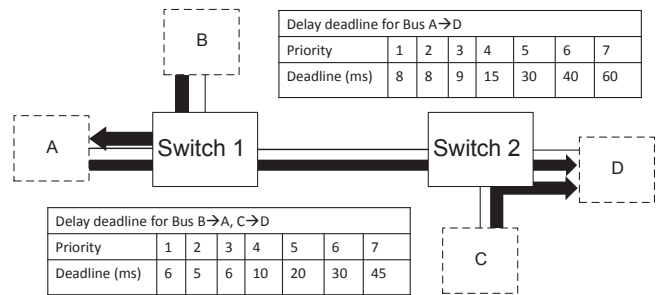 B
Delay deadline for Bus A→D
Priority 1 2 3 4 5 6 7
Deadline (ms) 8 8 9 15 30 40 60
A
Switch 1
Switch 2
D
Delay deadline for Bus B→A, C→D
Priority 1 2 3 4 5 6 7
Deadline (ms) 6 5 6 10 20 30 45
C